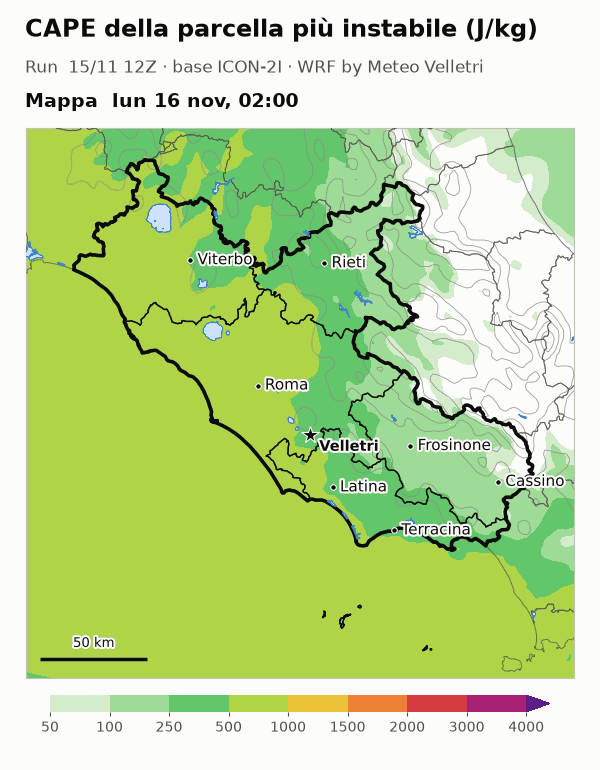 CAPE della parcella più instabile (J/kg)
Run  15/11 12Z · base ICON-2I · WRF by Meteo Velletri
Mappa  lun 16 nov, 02:00
Viterbo
Rieti
Roma
Velletri
Frosinone
Latina
Cassino
Terracina
50 km
50 100 250 500 1000 1500 2000 3000 4000